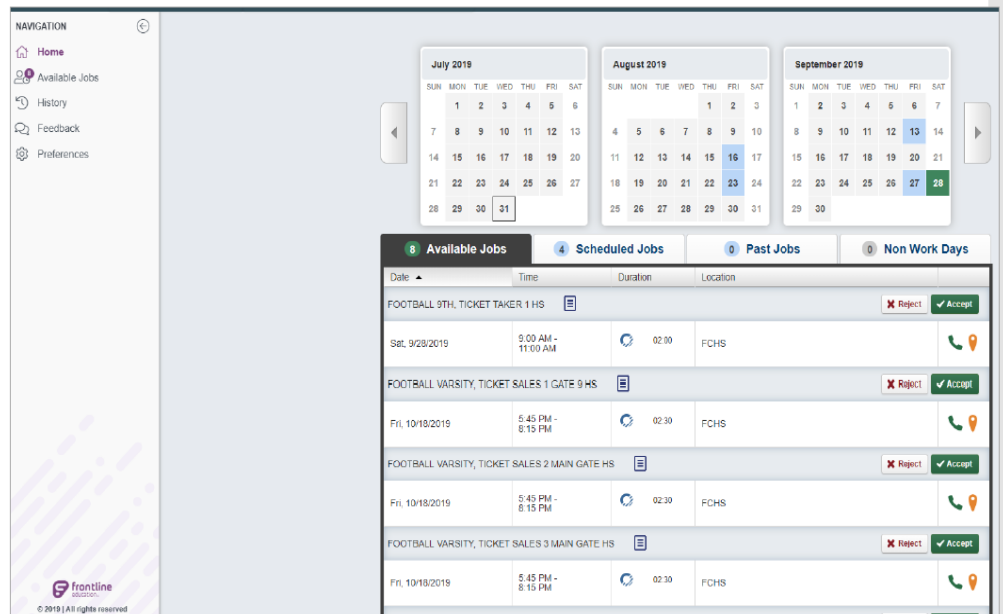 NAVIGATION
Home
8
Available Jobs
History
Feedback
Preferences
frontline
education.
© 2019 | All rights reserved
July 2019
SUN MON TUE WED THU FRI SAT
1 2 3 4 5 6
7 8 9 10 11 12 13
14 15 16 17 18 19 20
21 22 23 24 25 26 27
28 29 30 31
August 2019
SUN MON TUE WED THU FRI SAT
1 2 3
4 5 6 7 8 9 10
11 12 13 14 15 16 17
18 19 20 21 22 23 24
25 26 27 28 29 30 31
September 2019
SUN MON TUE WED THU FRI SAT
1 2 3 4 5 6 7
8 9 10 11 12 13 14
15 16 17 18 19 20 21
22 23 24 25 26 27 28
29 30
8 Available Jobs 4 Scheduled Jobs 0 Past Jobs 0 Non Work Days
Date Time Duration Location
FOOTBALL 9TH, TICKET TAKER 1 HS Reject Accept
Sat, 9/28/2019 9:00 AM - 02:00 FCHS
11:00 AM
FOOTBALL VARSITY, TICKET SALES 1 GATE 9 HS Reject Accept
Fri, 10/18/2019 5:45 PM - 02:30 FCHS
8:15 PM
FOOTBALL VARSITY, TICKET SALES 2 MAIN GATE HS Reject Accept
Fri, 10/18/2019 5:45 PM - 02:30 FCHS
8:15 PM
FOOTBALL VARSITY, TICKET SALES 3 MAIN GATE HS Reject Accept
Fri, 10/18/2019 5:45 PM - 02:30 FCHS
8:15 PM